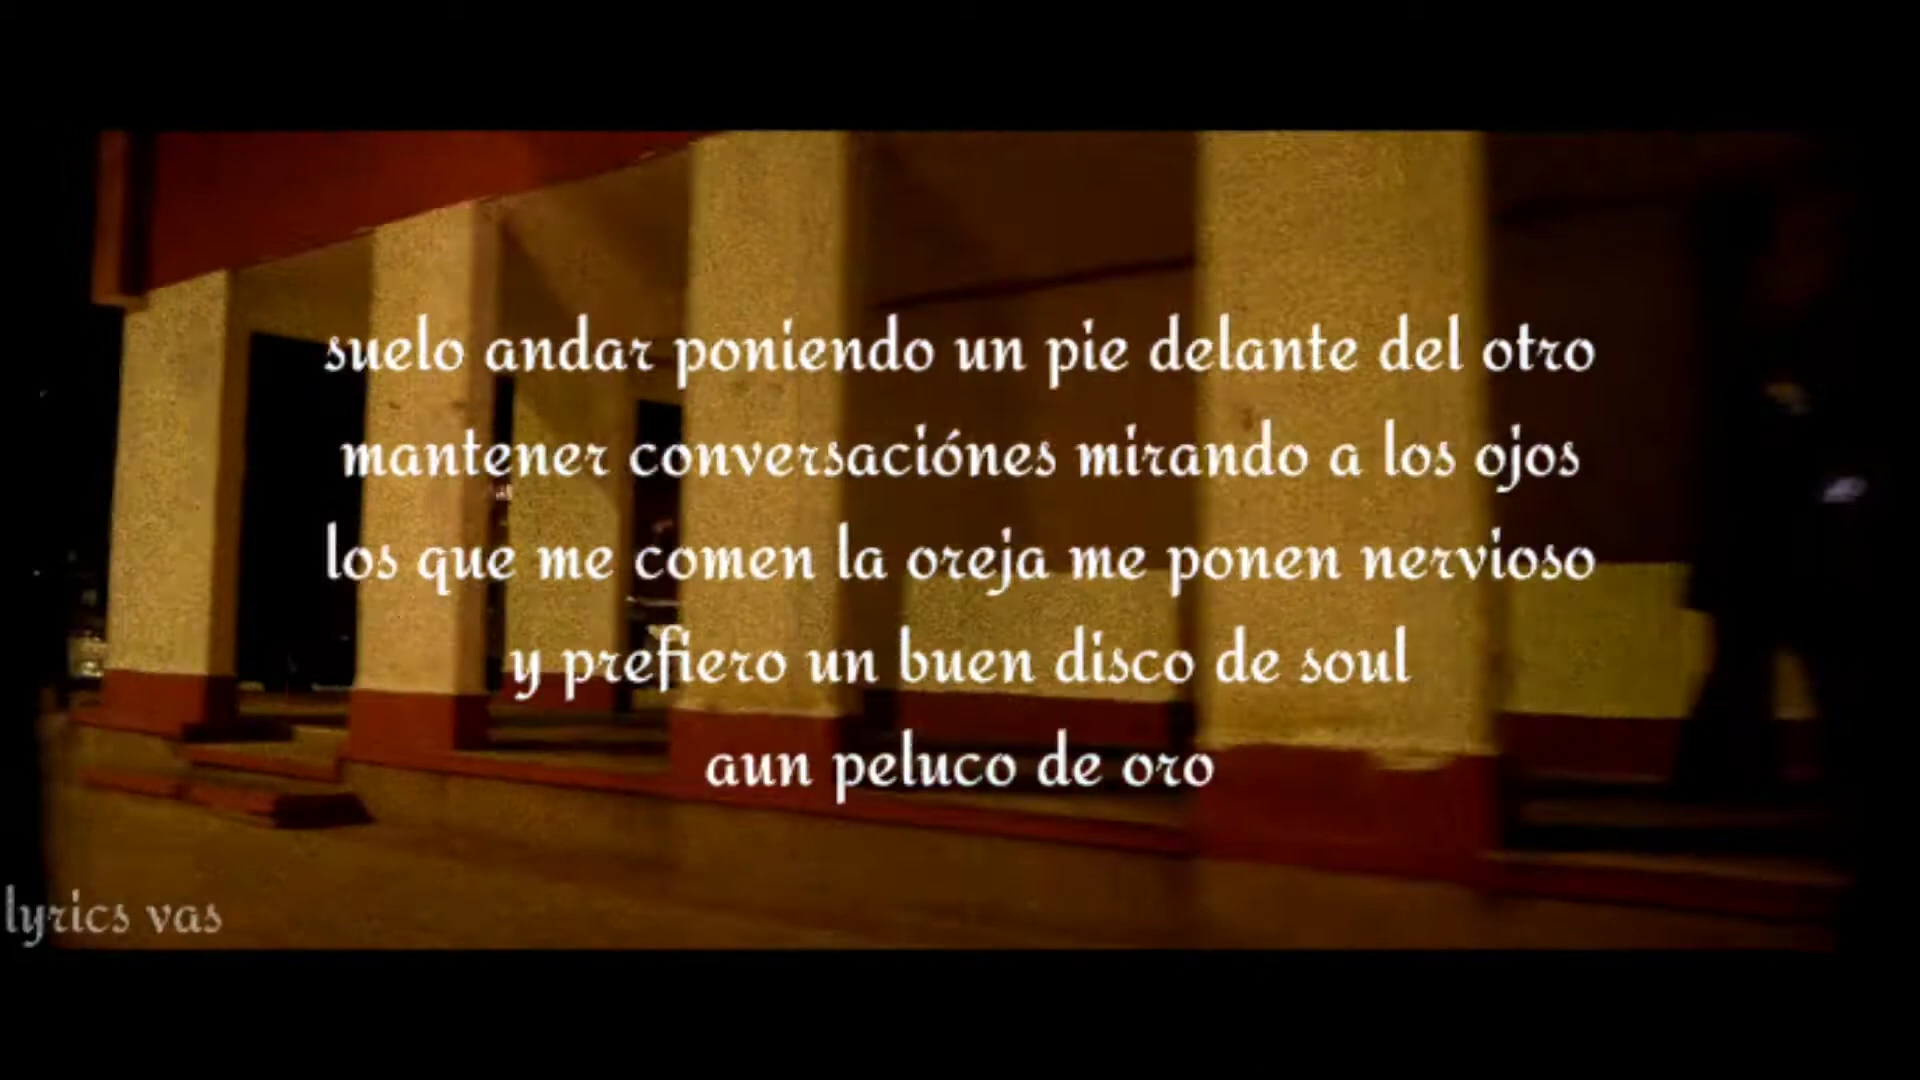 suelo andar poniendo un pie delante del otro
mantener conversaciónes mirando a los ojos
los que me comen la oreja me ponen nervioso
y prefiero un buen disco de soul
aun peluco de oro
lyrics vas